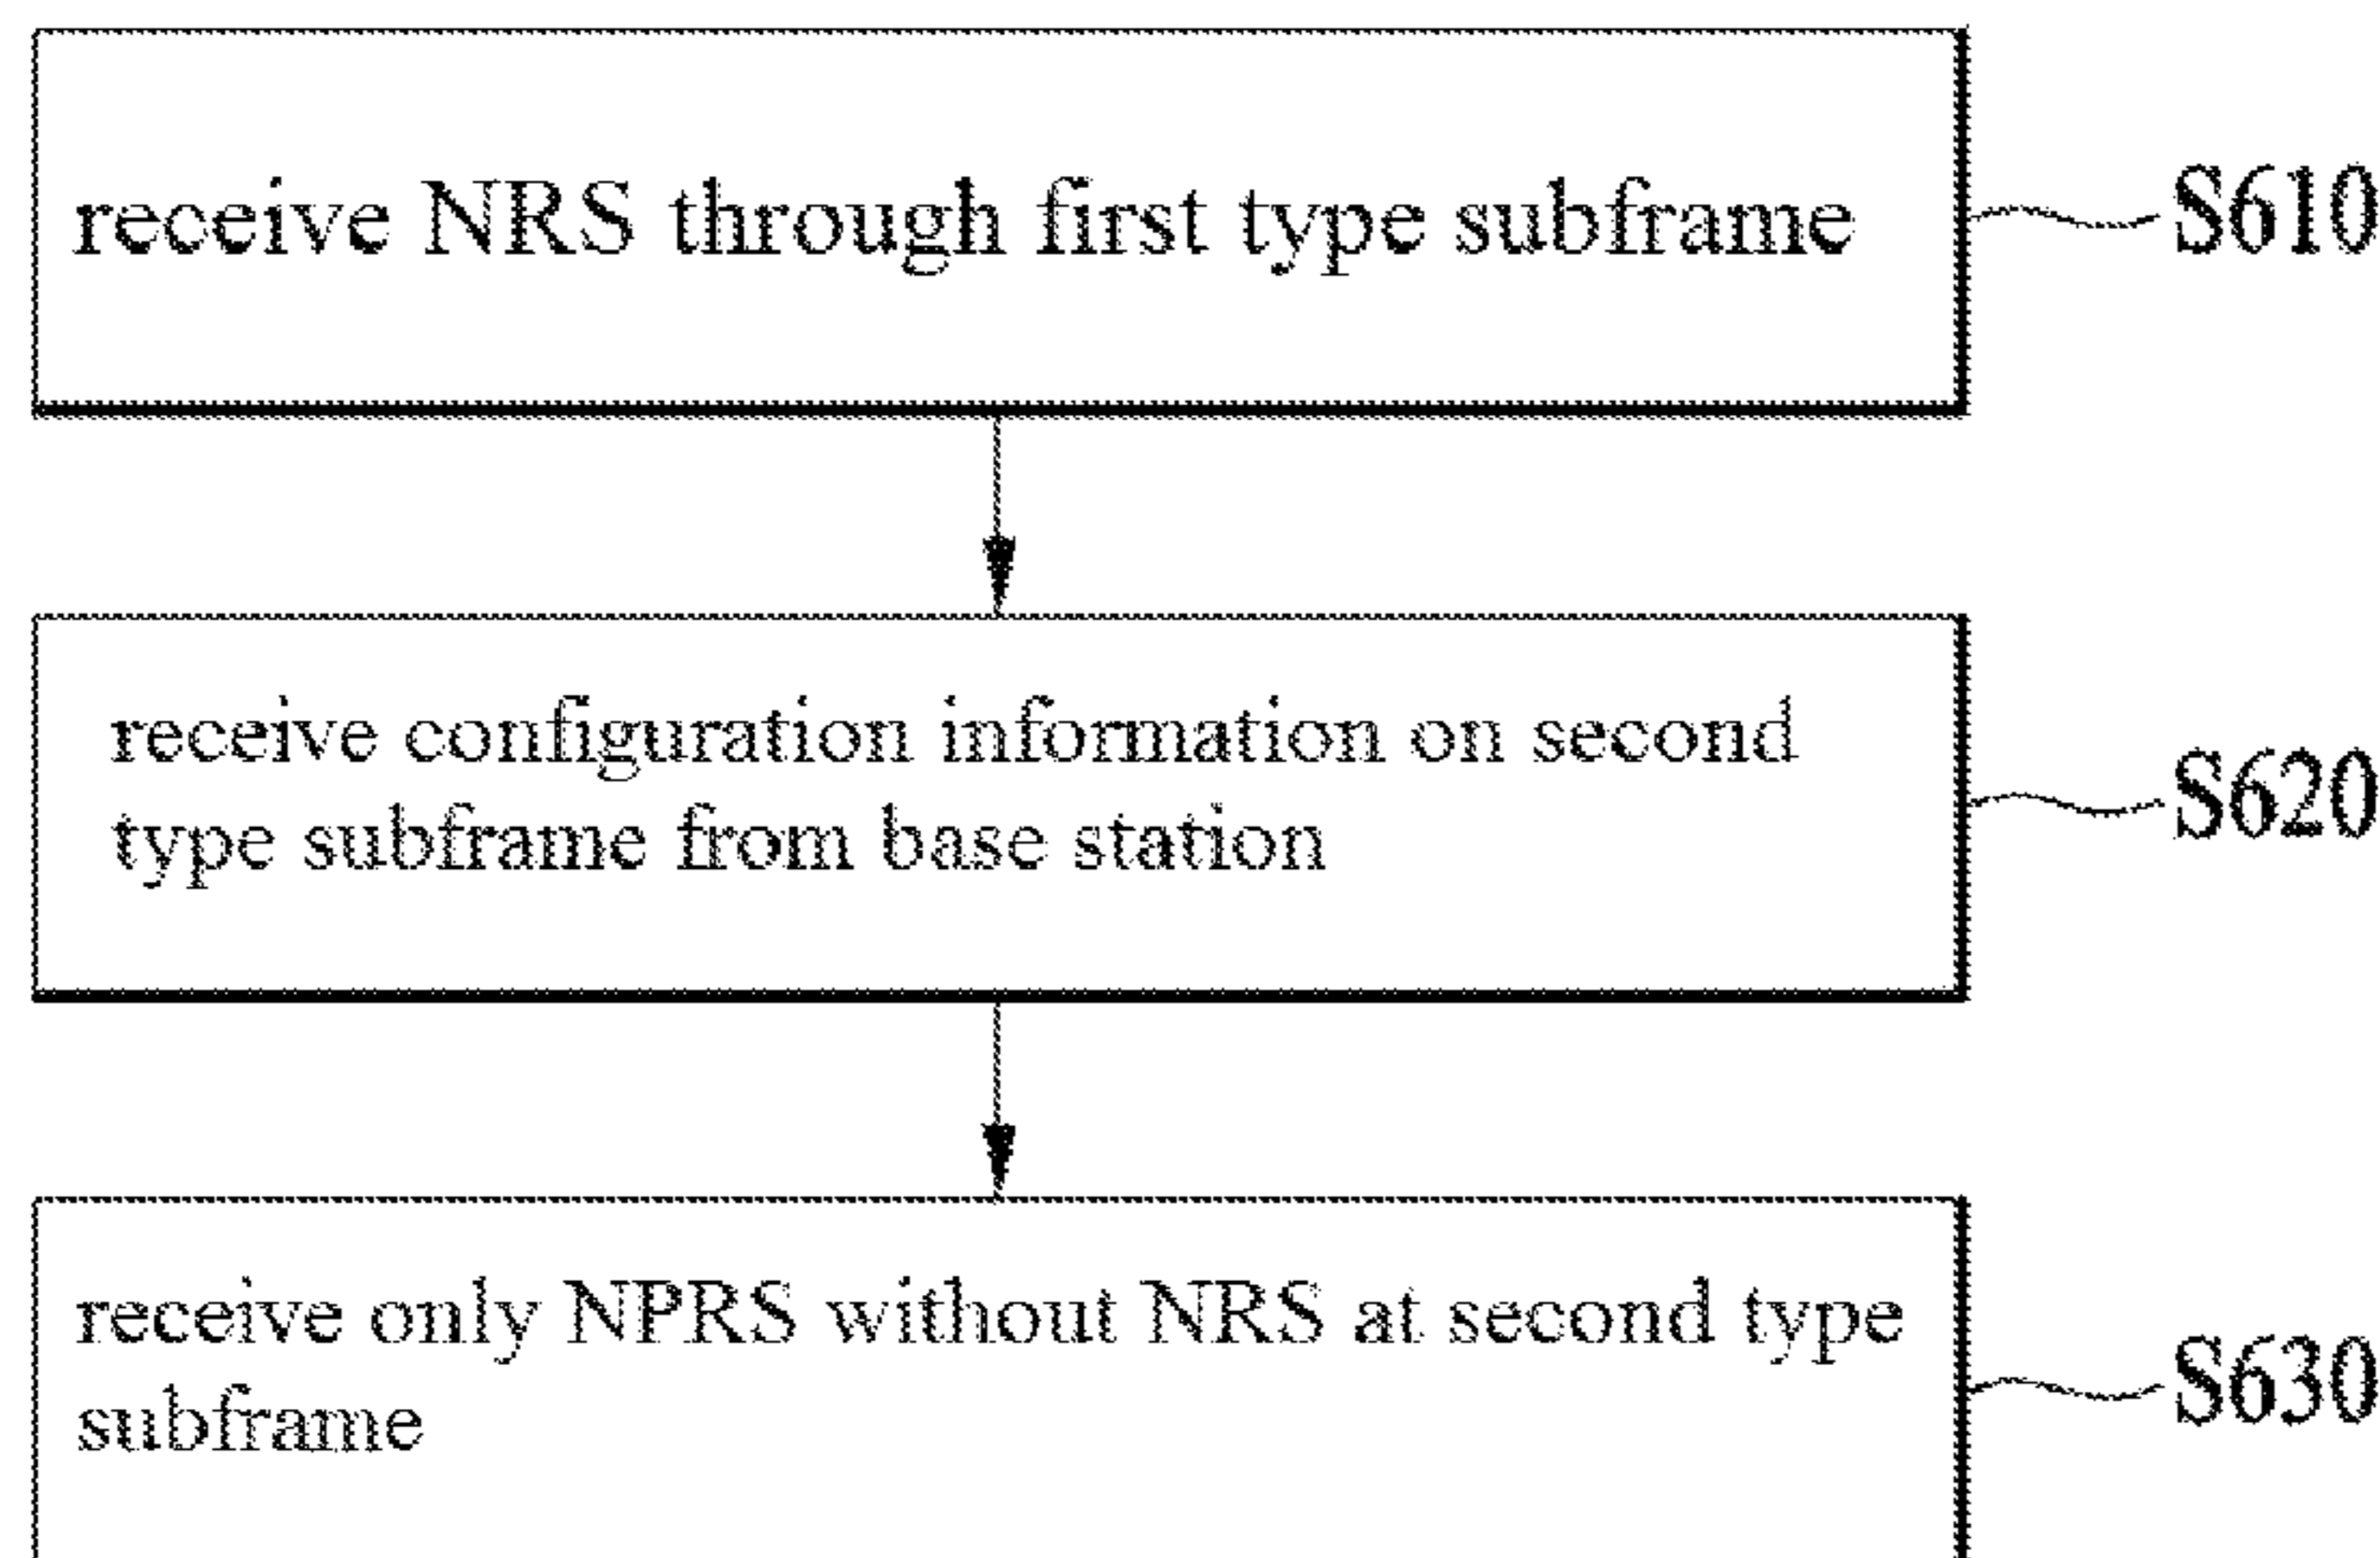 receive NRS through first type subframe
S610
receive configuration information on second
type subframe from base station
S620
receive only NPRS without NRS at second type
subframe
S630